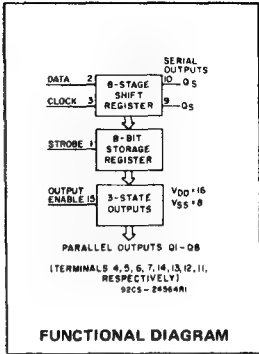 SERIAL
OUTPUTS
DATA 2
8-STAGE
SHIFT
REGISTER
10 QS
CLOCK 3
9 QS
STROBE 1
8-BIT
STORAGE
REGISTER
OUTPUT
ENABLE 15
3-STATE
OUTPUTS
VDD = 16
VSS = 8
PARALLEL OUTPUTS Q1-Q8
(TERMINALS 4, 5, 6, 7, 14, 13, 12, 11,
RESPECTIVELY)
92CS-24564R1
FUNCTIONAL DIAGRAM